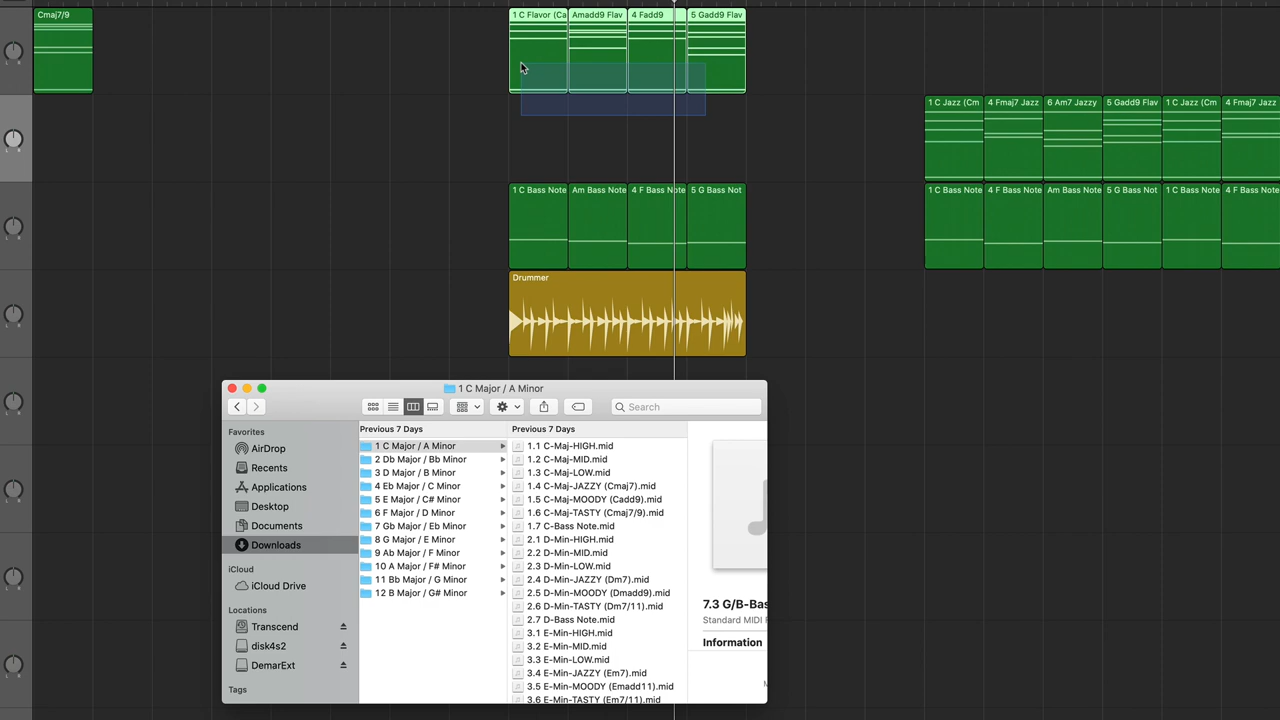 Cmaj7/9
1 C Flavor (Ca
Amadd9 Flav
4 Fadd9
5 Gadd9 Flav
1 C Jazz (Cm
4 Fmaj7 Jazz
6 Am7 Jazzy
5 Gadd9 Flav
1 C Jazz (Cm
4 Fmaj7 Jazz
1 C Bass Note
Am Bass Note
4 F Bass Note
5 G Bass Not
1 C Bass Note
4 F Bass Note
Am Bass Note
5 G Bass Not
1 C Bass Note
4 F Bass Note
Drummer
1 C Major / A Minor
Search
Favorites
AirDrop
Recents
Applications
Desktop
Documents
Downloads
iCloud
iCloud Drive
Locations
Transcend
disk4s2
DemarExt
Tags
Previous 7 Days
1 C Major / A Minor
2 Db Major / Bb Minor
3 D Major / B Minor
4 Eb Major / C Minor
5 E Major / C# Minor
6 F Major / D Minor
7 Gb Major / Eb Minor
8 G Major / E Minor
9 Ab Major / F Minor
10 A Major / F# Minor
11 Bb Major / G Minor
12 B Major / G# Minor
Previous 7 Days
1.1 C-Maj-HIGH.mid
1.2 C-Maj-MID.mid
1.3 C-Maj-LOW.mid
1.4 C-Maj-JAZZY (Cmaj7).mid
1.5 C-Maj-MOODY (Cadd9).mid
1.6 C-Maj-TASTY (Cmaj7/9).mid
1.7 C-Bass Note.mid
2.1 D-Min-HIGH.mid
2.2 D-Min-MID.mid
2.3 D-Min-LOW.mid
2.4 D-Min-JAZZY (Dm7).mid
2.5 D-Min-MOODY (Dmadd9).mid
2.6 D-Min-TASTY (Dm7/11).mid
2.7 D-Bass Note.mid
3.1 E-Min-HIGH.mid
3.2 E-Min-MID.mid
3.3 E-Min-LOW.mid
3.4 E-Min-JAZZY (Em7).mid
3.5 E-Min-MOODY (Emadd11).mid
3.6 E-Min-TASTY (Em7/11).mid
7.3 G/B-Bas
Standard MIDI F
Information